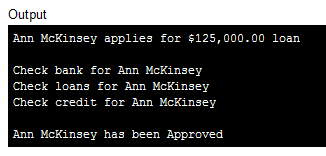 Output
Ann McKinsey applies for $125,000.00 loan
Check bank for Ann McKinsey
Check loans for Ann McKinsey
Check credit for Ann McKinsey
Ann McKinsey has been Approved